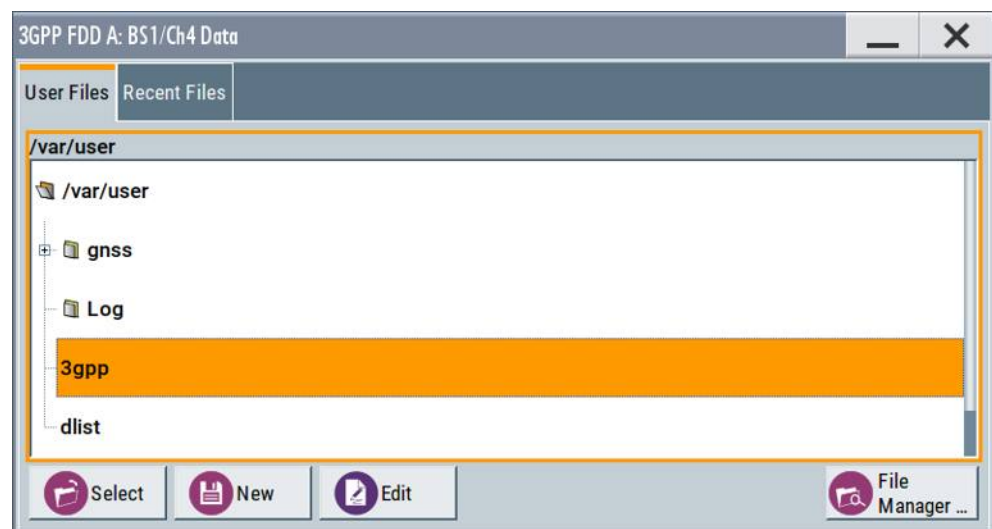 3GPP FDD A: BS1/Ch4 Data
User Files Recent Files
/var/user
/var/user
gnss
Log
3gpp
dlist
Select New Edit File
Manager ...